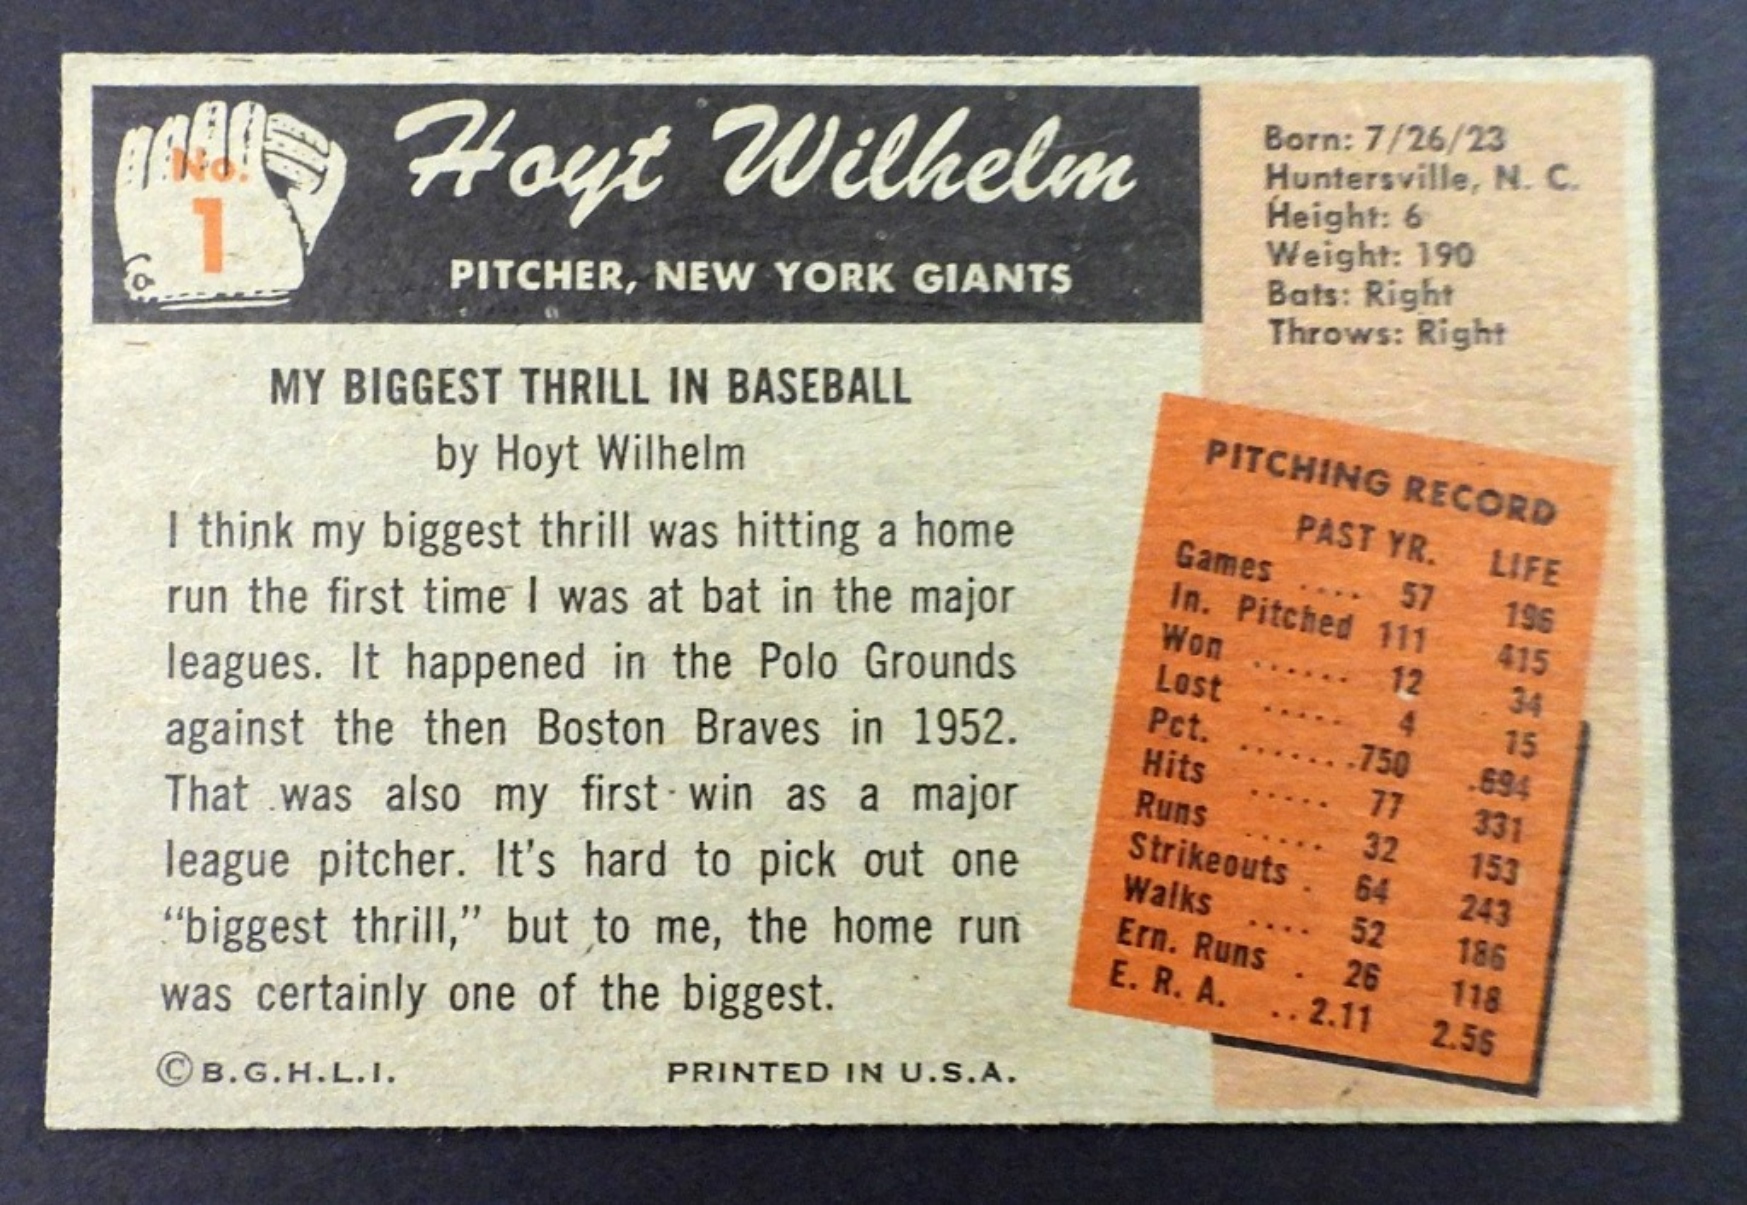 No.
1
Hoyt Wilhelm
PITCHER, NEW YORK GIANTS
Born: 7/26/23
Huntersville, N. C.
Height: 6
Weight: 190
Bats: Right
Throws: Right
MY BIGGEST THRILL IN BASEBALL
by Hoyt Wilhelm
I think my biggest thrill was hitting a home
run the first time I was at bat in the major
leagues. It happened in the Polo Grounds
against the then Boston Braves in 1952.
That was also my first win as a major
league pitcher. It's hard to pick out one
“biggest thrill,” but to me, the home run
was certainly one of the biggest.
© B.G.H.L.I. PRINTED IN U.S.A.
PITCHING RECORD
PAST YR. LIFE
Games .... 57 196
In. Pitched 111 415
Won ...... 12 34
Lost ..... 4 15
Pct. .......750 .694
Hits ..... 77 331
Runs .... 32 153
Strikeouts . 64 243
Walks .... 52 186
Ern. Runs . 26 118
E. R. A. ..2.11 2.56